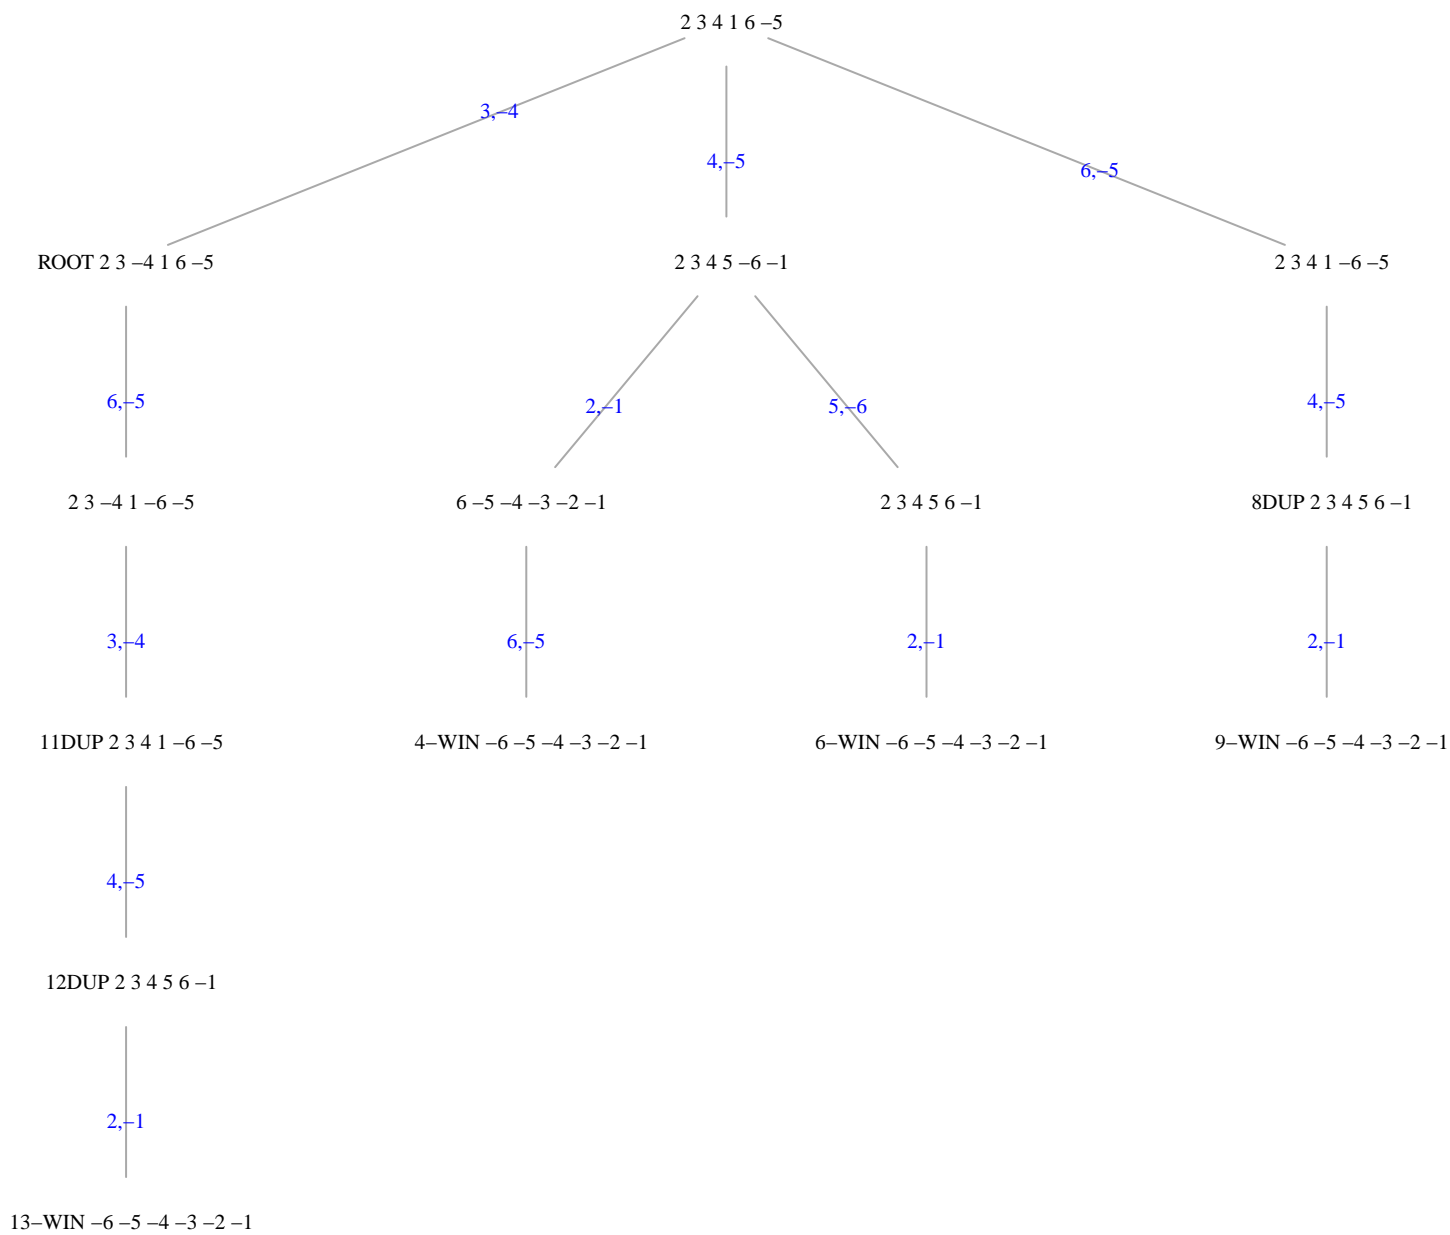 2 3 4 1 6 –5
3,–4
4,–5
6,–5
ROOT 2 3 –4 1 6 –5
2 3 4 5 –6 –1
2 3 4 1 –6 –5
6,–5
2,–1
5,–6
4,–5
2 3 –4 1 –6 –5
6 –5 –4 –3 –2 –1
2 3 4 5 6 –1
8DUP 2 3 4 5 6 –1
3,–4
6,–5
2,–1
2,–1
11DUP 2 3 4 1 –6 –5
4–WIN –6 –5 –4 –3 –2 –1
6–WIN –6 –5 –4 –3 –2 –1
9–WIN –6 –5 –4 –3 –2 –1
4,–5
12DUP 2 3 4 5 6 –1
2,–1
13–WIN –6 –5 –4 –3 –2 –1